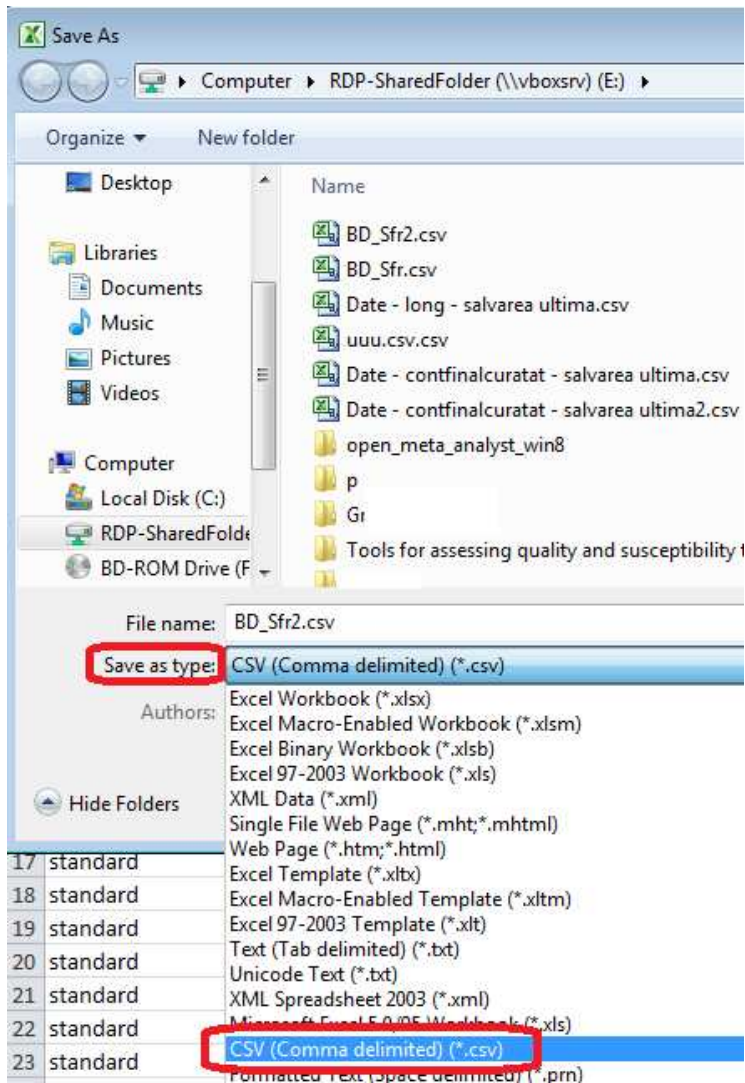 Save As
Computer ▸ RDP-SharedFolder (\\vboxsrv) (E:) ▸
Organize ▾ New folder
Desktop
Libraries
Documents
Music
Pictures
Videos
Computer
Local Disk (C:)
RDP-SharedFolde
BD-ROM Drive (F
Name
BD_Sfr2.csv
BD_Sfr.csv
Date - long - salvarea ultima.csv
uuu.csv.csv
Date - contfinalcuratat - salvarea ultima.csv
Date - contfinalcuratat - salvarea ultima2.csv
open_meta_analyst_win8
p
Gr
Tools for assessing quality and susceptibility t
File name: BD_Sfr2.csv
Save as type: CSV (Comma delimited) (*.csv)
Authors:
Hide Folders
Excel Workbook (*.xlsx)
Excel Macro-Enabled Workbook (*.xlsm)
Excel Binary Workbook (*.xlsb)
Excel 97-2003 Workbook (*.xls)
XML Data (*.xml)
Single File Web Page (*.mht;*.mhtml)
Web Page (*.htm;*.html)
Excel Template (*.xltx)
Excel Macro-Enabled Template (*.xltm)
Excel 97-2003 Template (*.xlt)
Text (Tab delimited) (*.txt)
Unicode Text (*.txt)
XML Spreadsheet 2003 (*.xml)
Microsoft Excel 5.0/95 Workbook (*.xls)
CSV (Comma delimited) (*.csv)
Formatted Text (Space delimited) (*.prn)
17 standard
18 standard
19 standard
20 standard
21 standard
22 standard
23 standard